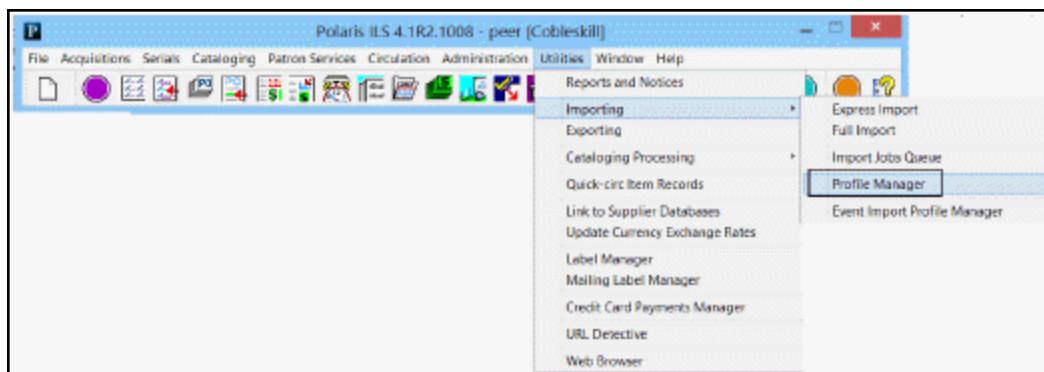 Polaris ILS 4.1R2.1008 - peer [Cobleskill]
File Acquisitions Serials Cataloging Patron Services Circulation Administration Utilities Window Help
Reports and Notices
Importing
Exporting
Cataloging Processing
Quick-circ Item Records
Link to Supplier Databases
Update Currency Exchange Rates
Label Manager
Mailing Label Manager
Credit Card Payments Manager
URL Detective
Web Browser
Express Import
Full Import
Import Jobs Queue
Profile Manager
Event Import Profile Manager